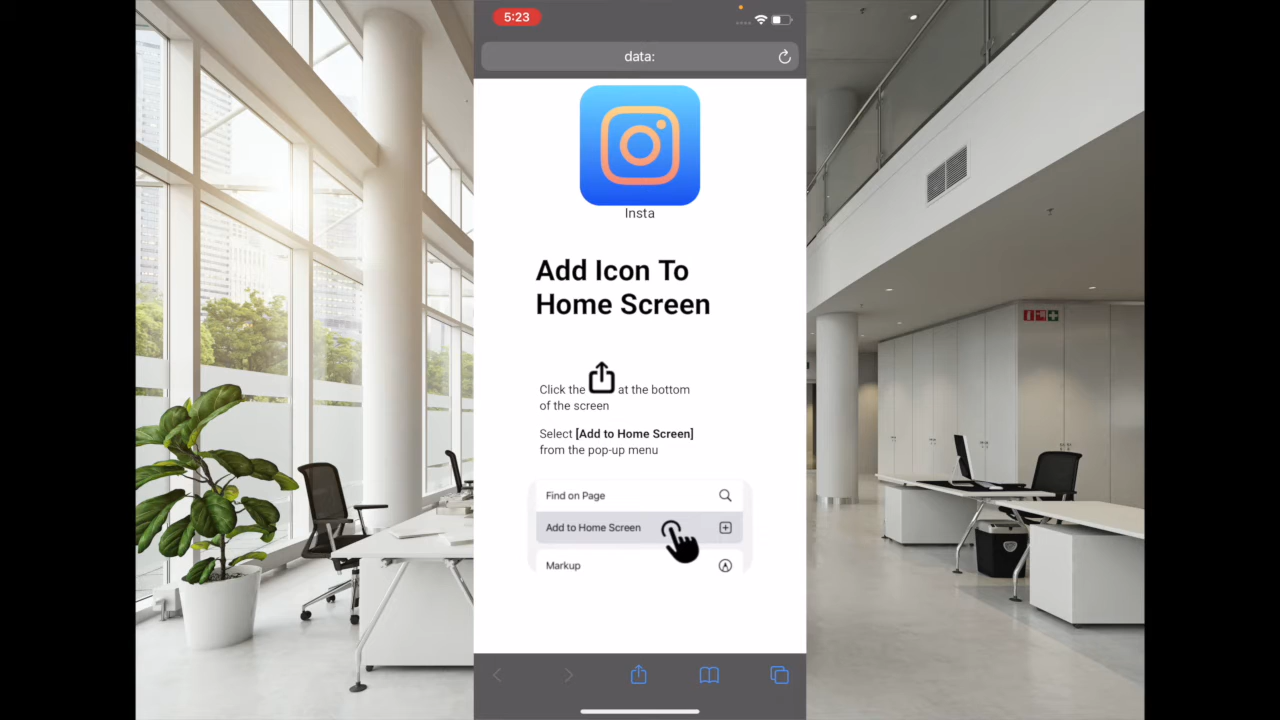 5:23
data:
Insta
Add Icon To
Home Screen
Click the at the bottom
of the screen
Select [Add to Home Screen]
from the pop-up menu
Find on Page
Add to Home Screen
Markup